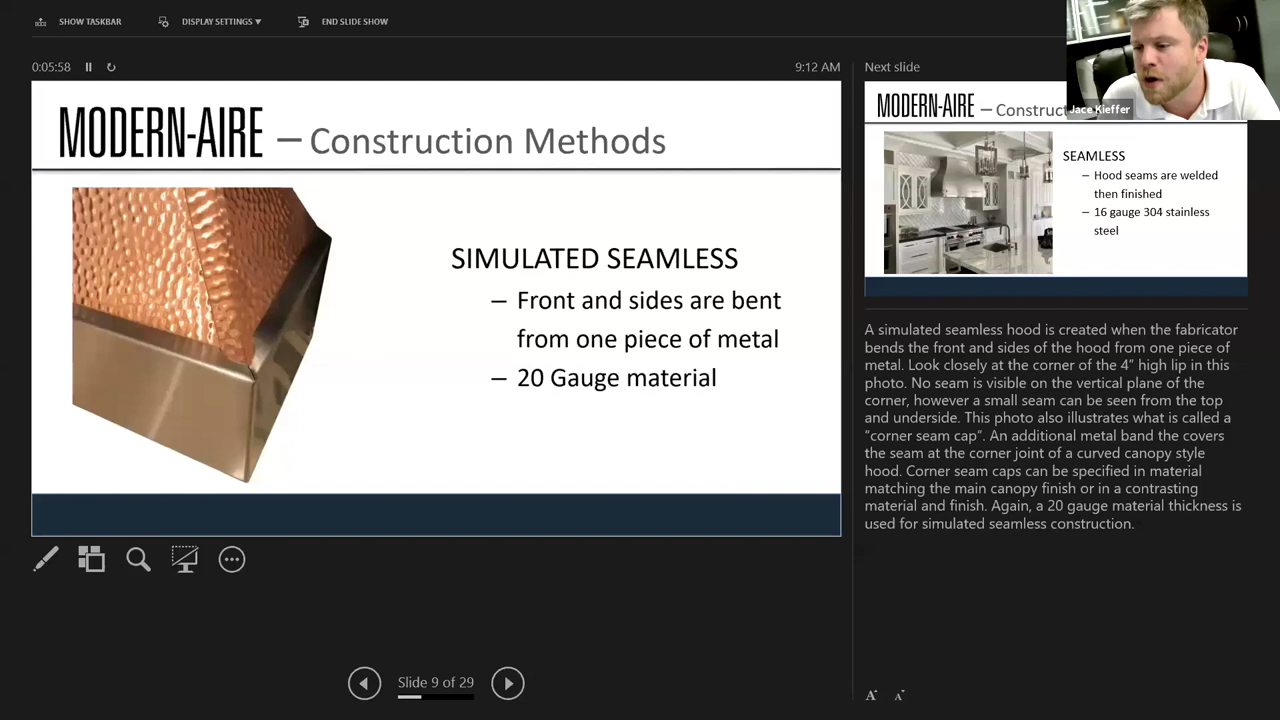 SHOW TASKBAR
DISPLAY SETTINGS ▼
END SLIDE SHOW
0:05:58
9:12 AM
MODERN-AIRE – Construction Methods
SIMULATED SEAMLESS
– Front and sides are bent
from one piece of metal
– 20 Gauge material
Slide 9 of 29
Next slide
Jace Kieffer
MODERN-AIRE – Construct
SEAMLESS
– Hood seams are welded
then finished
– 16 gauge 304 stainless
steel
A simulated seamless hood is created when the fabricator
bends the front and sides of the hood from one piece of
metal. Look closely at the corner of the 4” high lip in this
photo. No seam is visible on the vertical plane of the
corner, however a small seam can be seen from the top
and underside. This photo also illustrates what is called a
“corner seam cap”. An additional metal band the covers
the seam at the corner joint of a curved canopy style
hood. Corner seam caps can be specified in material
matching the main canopy finish or in a contrasting
material and finish. Again, a 20 gauge material thickness is
used for simulated seamless construction.
A A